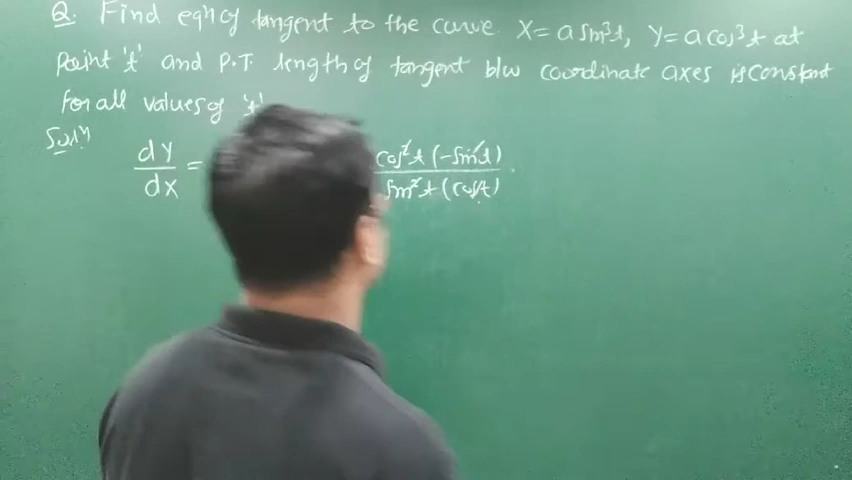 Q. Find eqn of tangent to the curve x = a sin³t, y = a cos³t at
point 't' and P.T. length of tangent b/w coordinate axes is constant
for all values of 't'
Solⁿ
dy/dx = cos²t (-sint) / sin²t (cost)